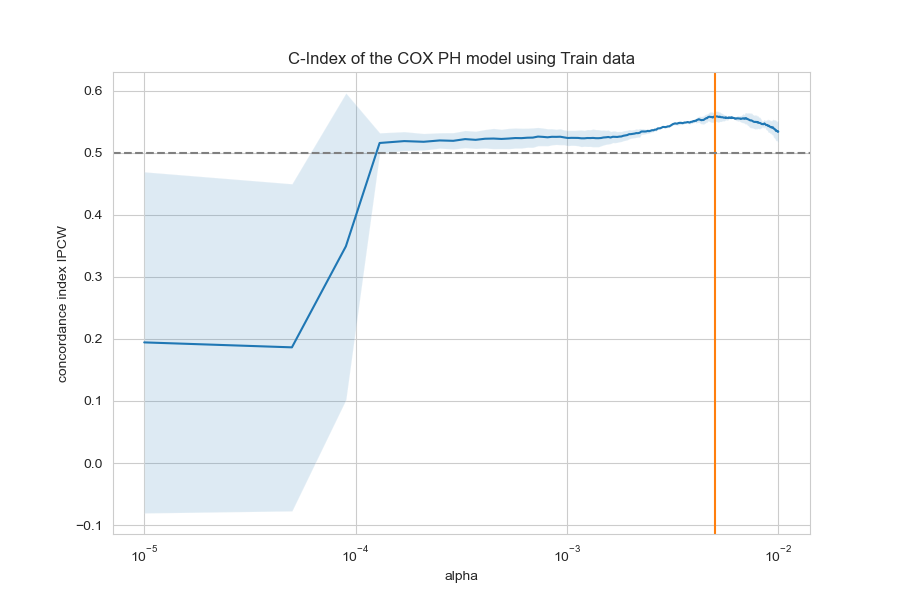 C-Index of the COX PH model using Train data
concordance index IPCW
0.6
0.5
0.4
0.3
0.2
0.1
0.0
−0.1
10⁻⁵ 10⁻⁴ 10⁻³ 10⁻²
alpha